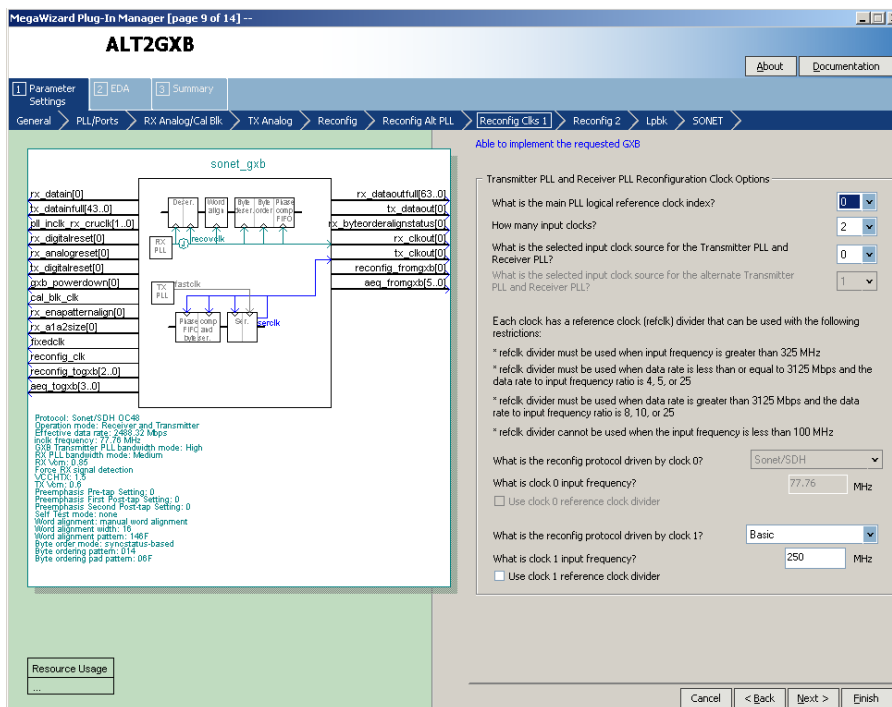 MegaWizard Plug-In Manager [page 9 of 14] --
ALT2GXB
About
Documentation
1 Parameter Settings
2 EDA
3 Summary
General
PLL/Ports
RX Analog/Cal Blk
TX Analog
Reconfig
Reconfig Alt PLL
Reconfig Clks 1
Reconfig 2
Lpbk
SONET
sonet_gxb
rx_datain[0]
tx_datainfull[43..0]
pll_inclk_rx_cruclk[1..0]
rx_digitalreset[0]
rx_analogreset[0]
tx_digitalreset[0]
gxb_powerdown[0]
cal_blk_clk
rx_enapatternalign[0]
rx_a1a2size[0]
fixedclk
reconfig_clk
reconfig_togxb[2..0]
aeq_togxb[3..0]
Deser.
Word align
Byte deser.
Byte order
Phase comp FIFO
RX PLL
recovclk
TX PLL
fastclk
Phase comp FIFO and byte ser.
Ser.
serclk
rx_dataoutfull[63..0]
tx_dataout[0]
rx_byteorderalignstatus[0]
rx_clkout[0]
tx_clkout[0]
reconfig_fromgxb[0]
aeq_fromgxb[5..0]
Protocol: Sonet/SDH OC48
Operation mode: Receiver and Transmitter
Effective data rate: 2488.32 Mbps
inclk frequency: 77.76 MHz
GXB Transmitter PLL bandwidth mode: High
RX PLL bandwidth mode: Medium
RX Vcm: 0.85
Force RX signal detection
VCCHTX: 1.5
TX Vcm: 0.6
Preemphasis Pre-tap Setting: 0
Preemphasis First Post-tap Setting: 0
Preemphasis Second Post-tap Setting: 0
Self Test mode: none
Word alignment: manual word alignment
Word alignment width: 16
Word alignment pattern: 146F
Byte order mode: syncstatus-based
Byte ordering pattern: 014
Byte ordering pad pattern: 06F
Resource Usage
...
Able to implement the requested GXB
Transmitter PLL and Receiver PLL Reconfiguration Clock Options
What is the main PLL logical reference clock index?
0
How many input clocks?
2
What is the selected input clock source for the Transmitter PLL and
Receiver PLL?
0
What is the selected input clock source for the alternate Transmitter
PLL and Receiver PLL?
1
Each clock has a reference clock (refclk) divider that can be used with the following
restrictions:
* refclk divider must be used when input frequency is greater than 325 MHz
* refclk divider must be used when data rate is less than or equal to 3125 Mbps and the
data rate to input frequency ratio is 4, 5, or 25
* refclk divider must be used when data rate is greater than 3125 Mbps and the data
rate to input frequency ratio is 8, 10, or 25
* refclk divider cannot be used when the input frequency is less than 100 MHz
What is the reconfig protocol driven by clock 0?
Sonet/SDH
What is clock 0 input frequency?
77.76 MHz
Use clock 0 reference clock divider
What is the reconfig protocol driven by clock 1?
Basic
What is clock 1 input frequency?
250 MHz
Use clock 1 reference clock divider
Cancel
< Back
Next >
Finish